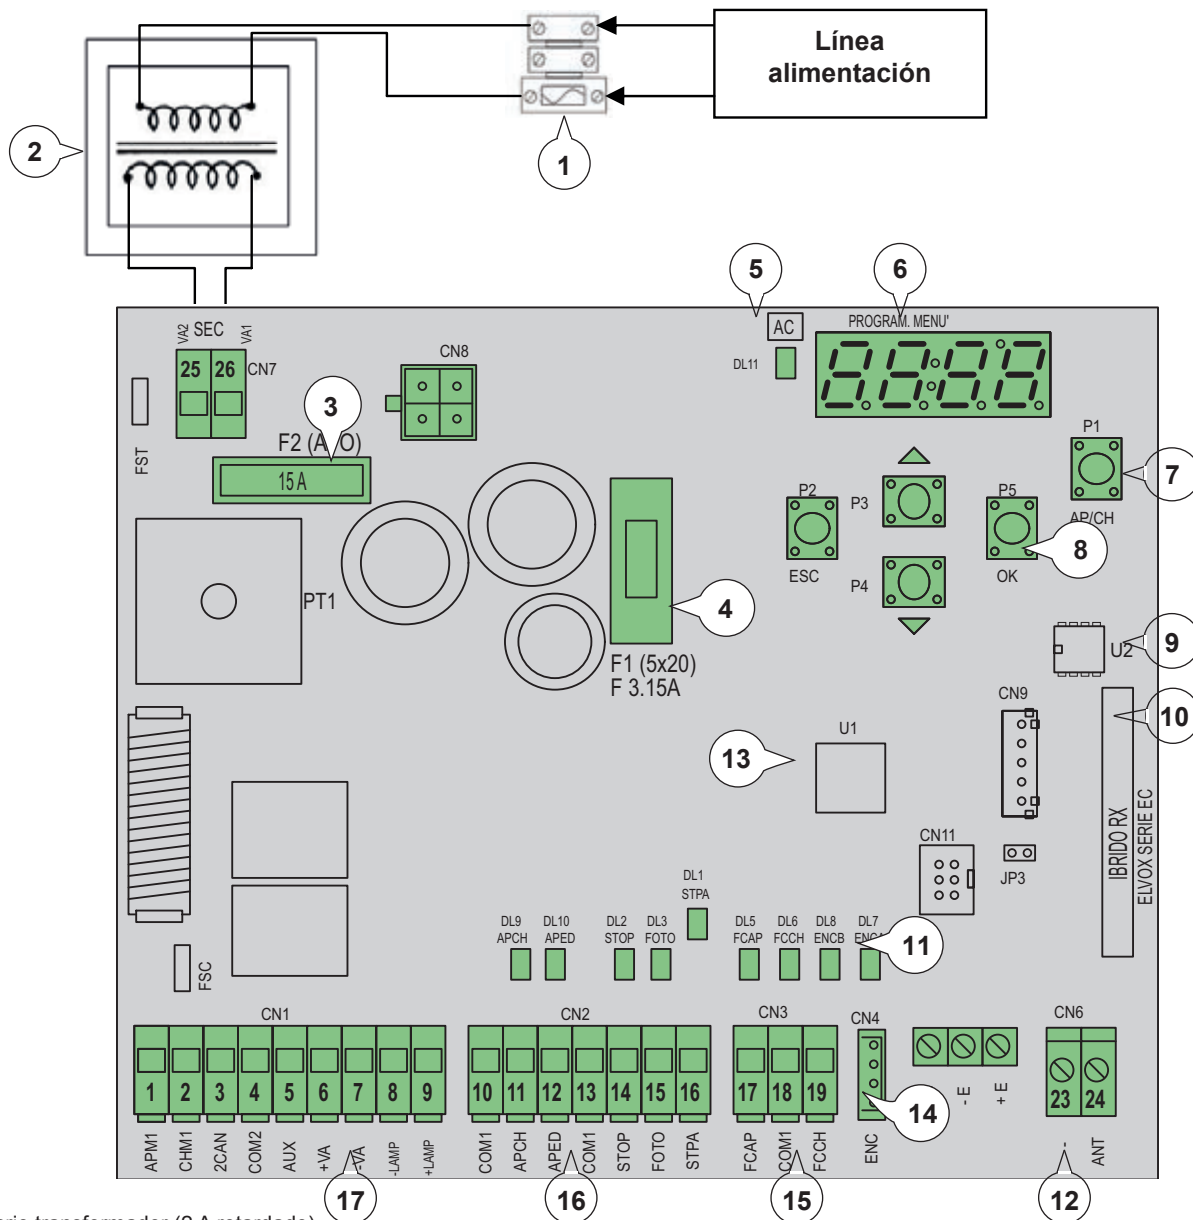 Línea
alimentación
1
2
5
6
AC
PROGRAM. MENU'
DL11
VA2
SEC
VA1
25
26
CN7
CN8
FST
3
F2 (A
O)
15 A
P1
7
AP/CH
P2
ESC
P3
P4
P5
8
OK
PT1
4
F1 (5x20)
F 3.15A
U2
9
CN9
10
U1
13
IBRIDO RX
ELVOX SERIE EC
CN11
JP3
DL1
STPA
DL9
APCH
DL10
APED
DL2
STOP
DL3
FOTO
DL5
FCAP
DL6
FCCH
DL8
ENCB
DL7
11
FSC
CN1
CN2
CN3
CN4
CN6
1 2 3 4 5 6 7 8 9
10 11 12 13 14 15 16
17 18 19
14
- E
+ E
23 24
APM1
CHM1
2CAN
COM2
AUX
+VA
-VA
-LAMP
+LAMP
COM1
APCH
APED
COM1
STOP
FOTO
STPA
FCAP
COM1
FCCH
ENC
-
ANT
17
16
15
12